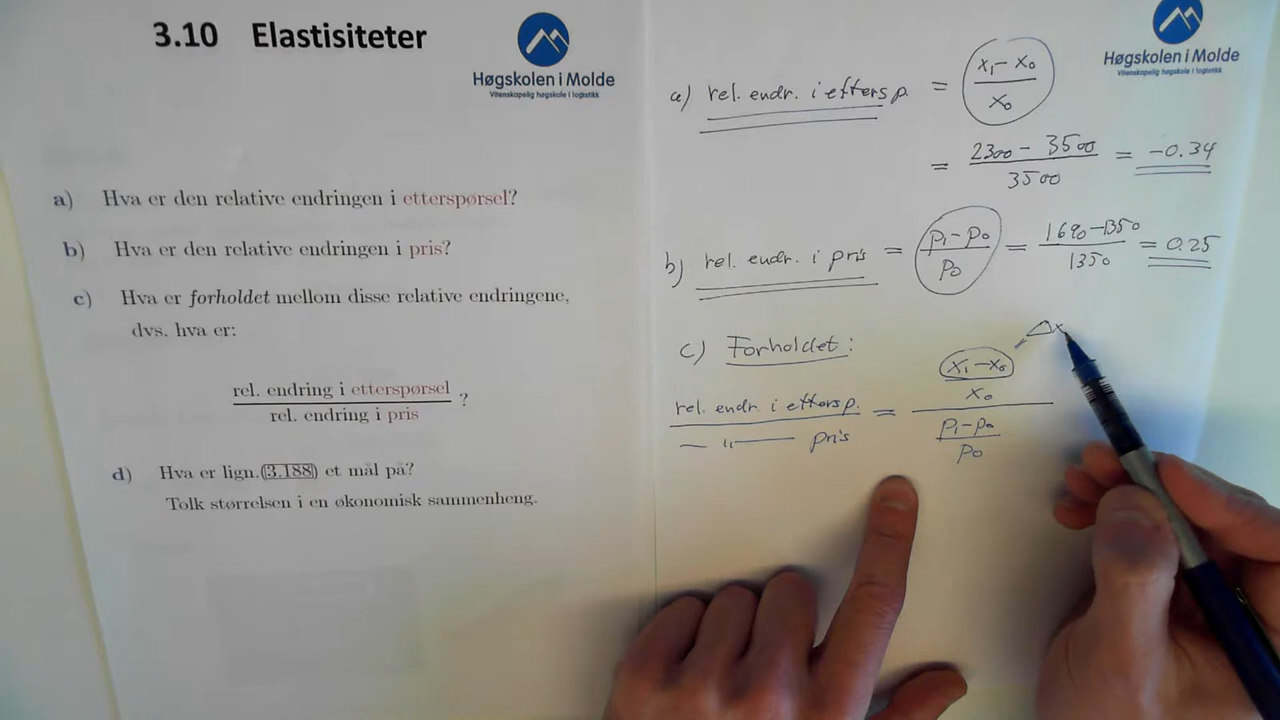 3.10 Elastisiteter
Høgskolen i Molde
Vitenskapelig høgskole i logistikk
a) Hva er den relative endringen i etterspørsel?
b) Hva er den relative endringen i pris?
c) Hva er forholdet mellom disse relative endringene,
dvs. hva er:
rel. endring i etterspørsel
rel. endring i pris
?
d) Hva er lign.(3.188) et mål på?
Tolk størrelsen i en økonomisk sammenheng.
Høgskolen i Molde
Vitenskapelig høgskole i logistikk
a) rel. endr. i ettersp. = x₁ - x₀ / x₀
= 2300 - 3500 / 3500 = -0.34
b) rel. endr. i pris = p₁ - p₀ / p₀ = 1690 - 1350 / 1350 = 0.25
c) Forholdet:
Δx
rel. endr. i ettersp. / — " — pris = x₁ - x₀ / x₀ / p₁ - p₀ / p₀